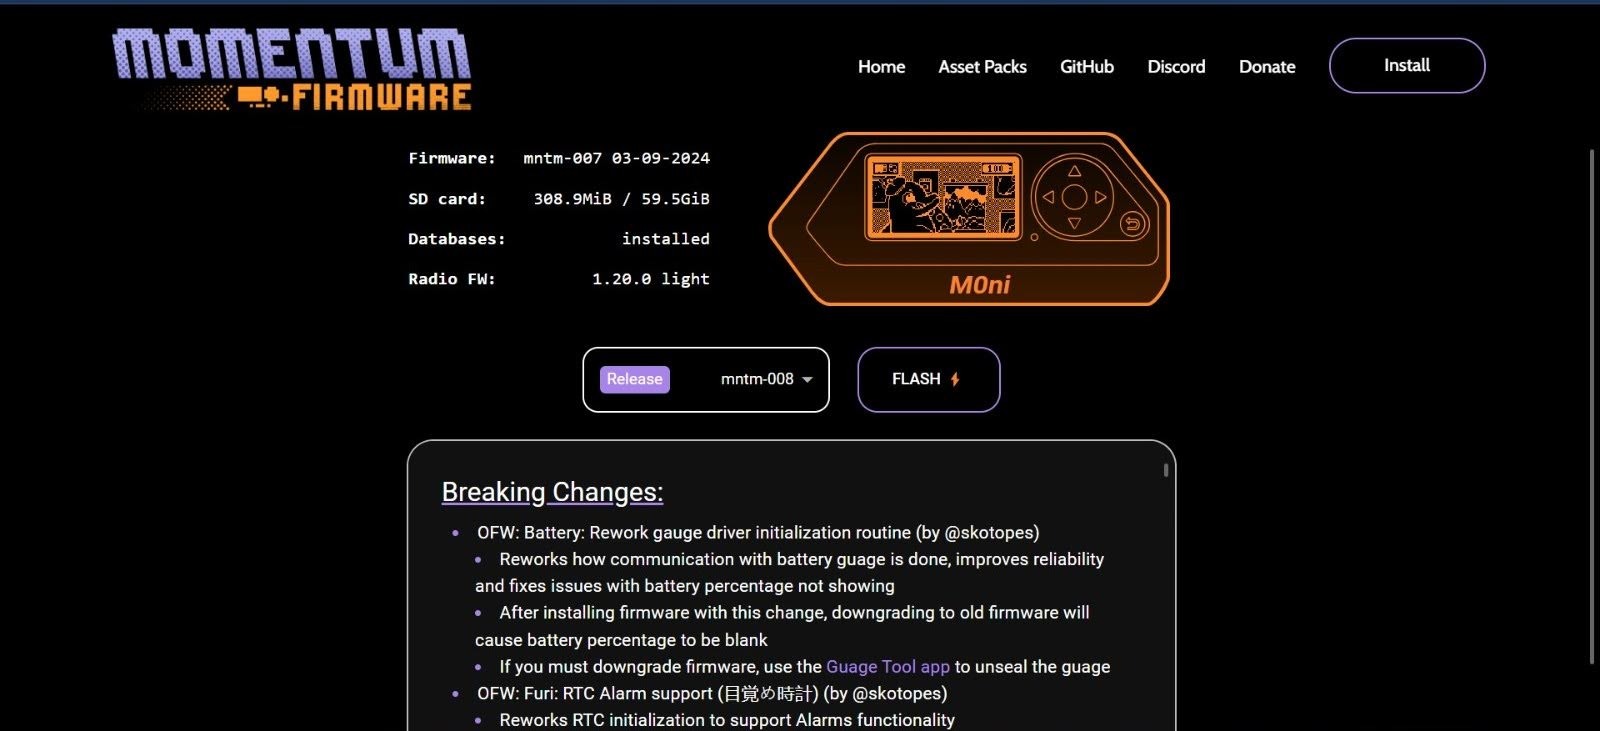 MOMENTUM
FIRMWARE
Home Asset Packs GitHub Discord Donate Install
Firmware: mntm-007 03-09-2024
SD card: 308.9MiB / 59.5GiB
Databases: installed
Radio FW: 1.20.0 light
100
M0ni
Release mntm-008 FLASH
Breaking Changes:
OFW: Battery: Rework gauge driver initialization routine (by @skotopes)
Reworks how communication with battery guage is done, improves reliability
and fixes issues with battery percentage not showing
After installing firmware with this change, downgrading to old firmware will
cause battery percentage to be blank
If you must downgrade firmware, use the Guage Tool app to unseal the guage
OFW: Furi: RTC Alarm support (目覚め時計) (by @skotopes)
Reworks RTC initialization to support Alarms functionality